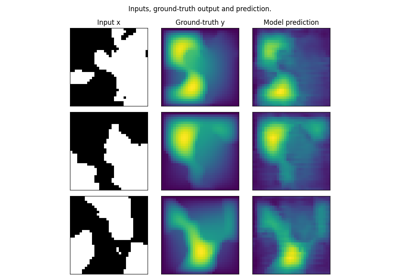 Inputs, ground-truth output and prediction.
Input x
Ground-truth y
Model prediction